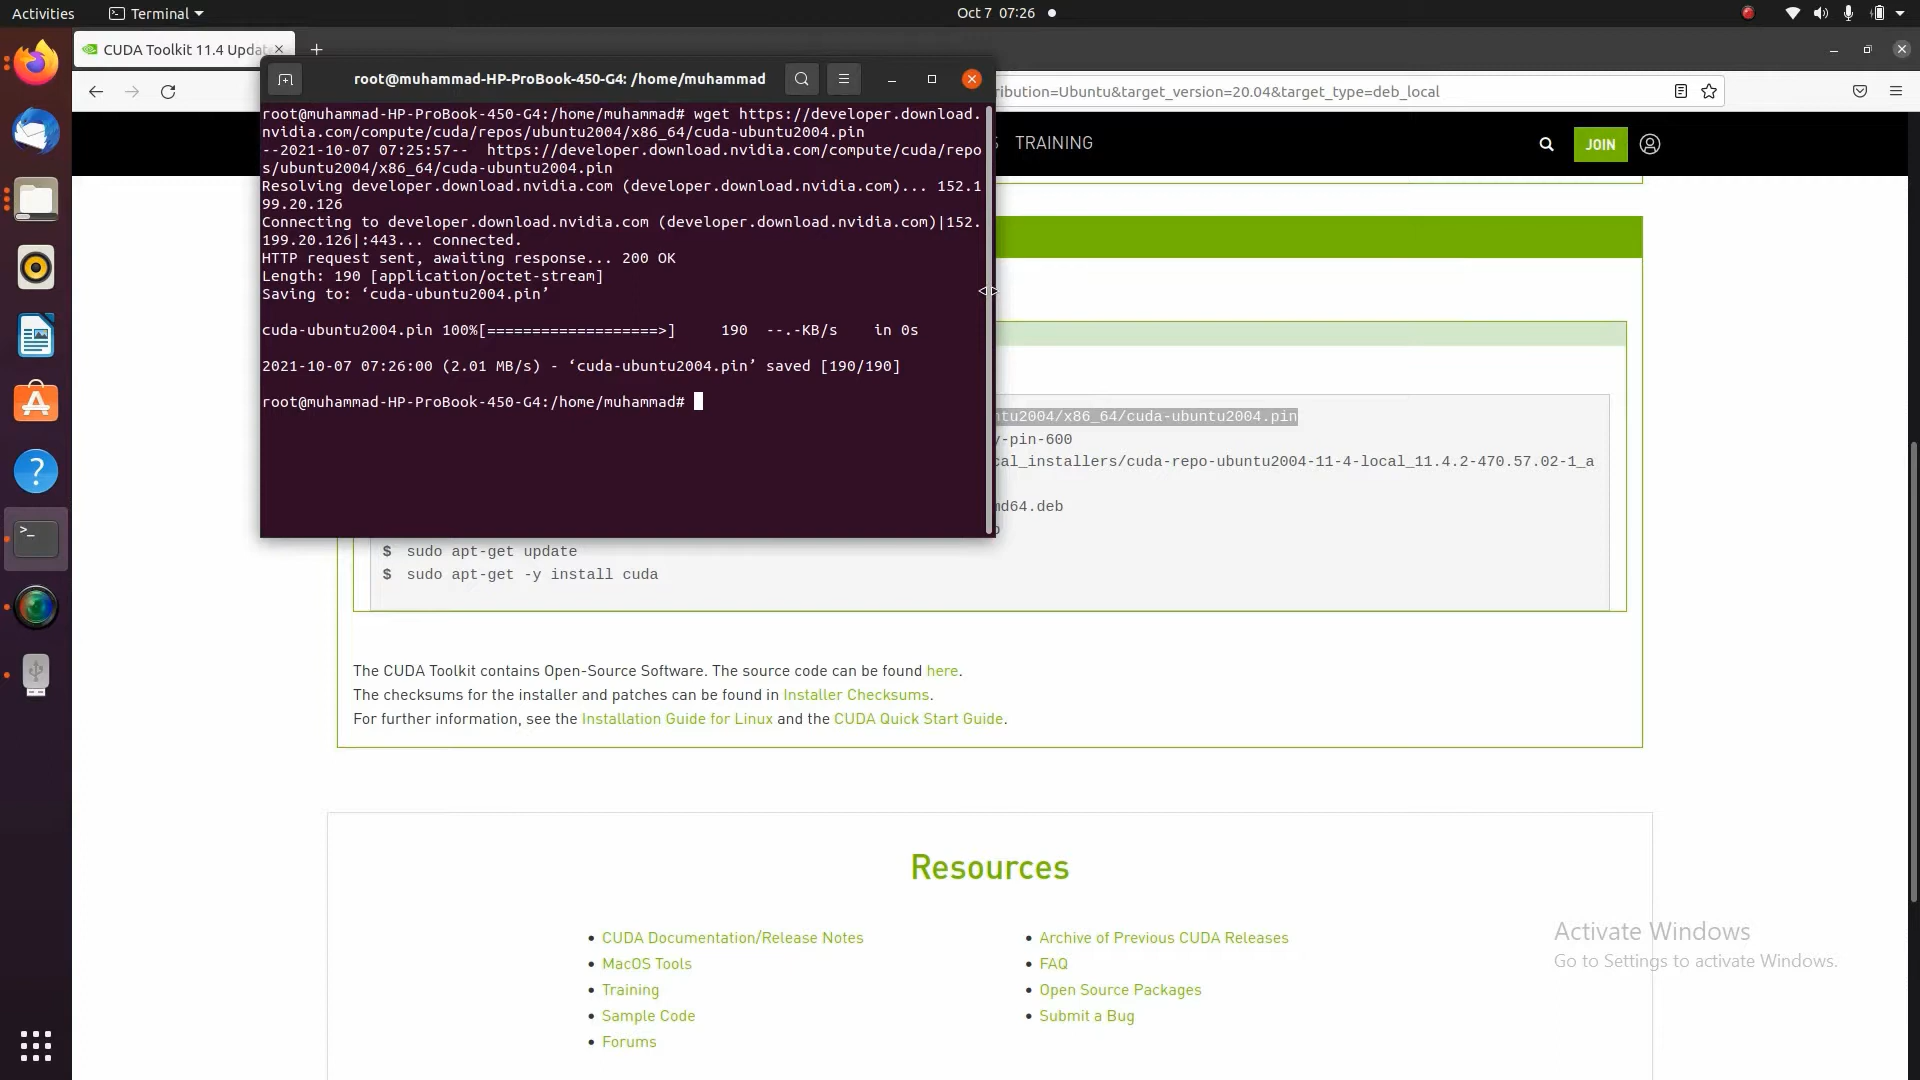 Activities
Terminal
Oct 7 07:26
CUDA Toolkit 11.4 Updat
root@muhammad-HP-ProBook-450-G4: /home/muhammad
ribution=Ubuntu&target_version=20.04&target_type=deb_local
TRAINING
JOIN
root@muhammad-HP-ProBook-450-G4:/home/muhammad# wget https://developer.download.
nvidia.com/compute/cuda/repos/ubuntu2004/x86_64/cuda-ubuntu2004.pin
--2021-10-07 07:25:57--  https://developer.download.nvidia.com/compute/cuda/repo
s/ubuntu2004/x86_64/cuda-ubuntu2004.pin
Resolving developer.download.nvidia.com (developer.download.nvidia.com)... 152.1
99.20.126
Connecting to developer.download.nvidia.com (developer.download.nvidia.com)|152.
199.20.126|:443... connected.
HTTP request sent, awaiting response... 200 OK
Length: 190 [application/octet-stream]
Saving to: ‘cuda-ubuntu2004.pin’
cuda-ubuntu2004.pin 100%[===================>]     190  --.-KB/s    in 0s
2021-10-07 07:26:00 (2.01 MB/s) - ‘cuda-ubuntu2004.pin’ saved [190/190]
root@muhammad-HP-ProBook-450-G4:/home/muhammad#
ntu2004/x86_64/cuda-ubuntu2004.pin
y-pin-600
cal_installers/cuda-repo-ubuntu2004-11-4-local_11.4.2-470.57.02-1_a
md64.deb
b
$ sudo apt-get update
$ sudo apt-get -y install cuda
The CUDA Toolkit contains Open-Source Software. The source code can be found here.
The checksums for the installer and patches can be found in Installer Checksums.
For further information, see the Installation Guide for Linux and the CUDA Quick Start Guide.
Resources
CUDA Documentation/Release Notes
MacOS Tools
Training
Sample Code
Forums
Archive of Previous CUDA Releases
FAQ
Open Source Packages
Submit a Bug
Activate Windows
Go to Settings to activate Windows.